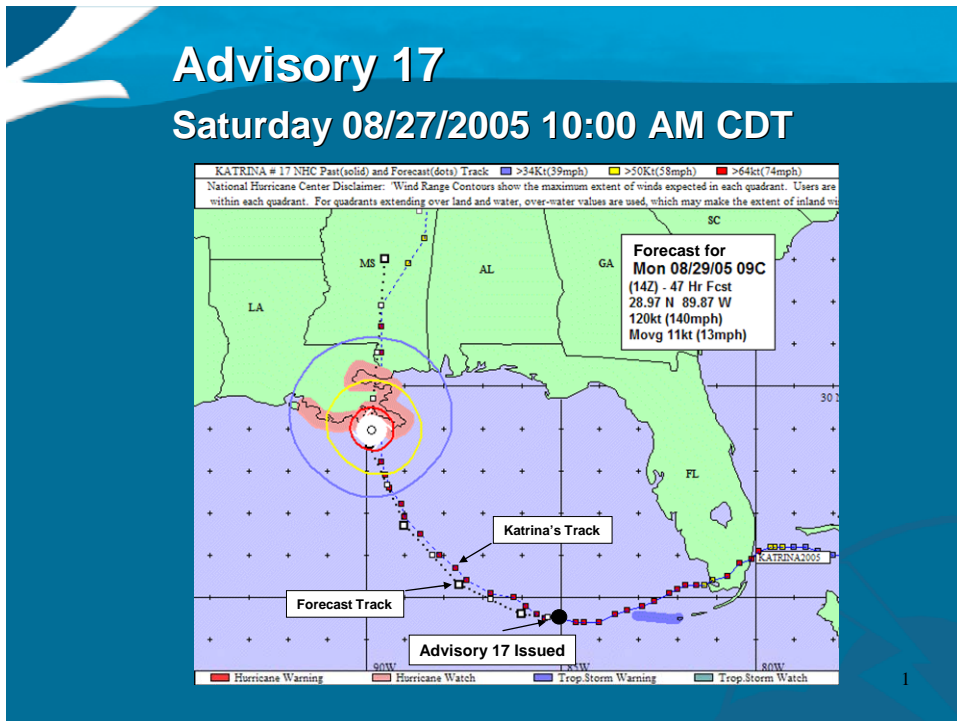 Advisory 17
Saturday 08/27/2005 10:00 AM CDT
KATRINA # 17 NHC Past(solid) and Forecast(dots) Track >34Kt(39mph) >50Kt(58mph) >64kt(74mph)
National Hurricane Center Disclaimer: 'Wind Range Contours show the maximum extent of winds expected in each quadrant. Users are
within each quadrant. For quadrants extending over land and water, over-water values are used, which may make the extent of inland wi
SC
Forecast for
Mon 08/29/05 09C
(14Z) - 47 Hr Fcst
28.97 N 89.87 W
120kt (140mph)
Movg 11kt (13mph)
MS
AL
GA
LA
30 N
FL
Katrina's Track
KATRINA2005
Forecast Track
Advisory 17 Issued
90W
85W
80W
Hurricane Warning Hurricane Watch Trop.Storm Warning Trop.Storm Watch
1